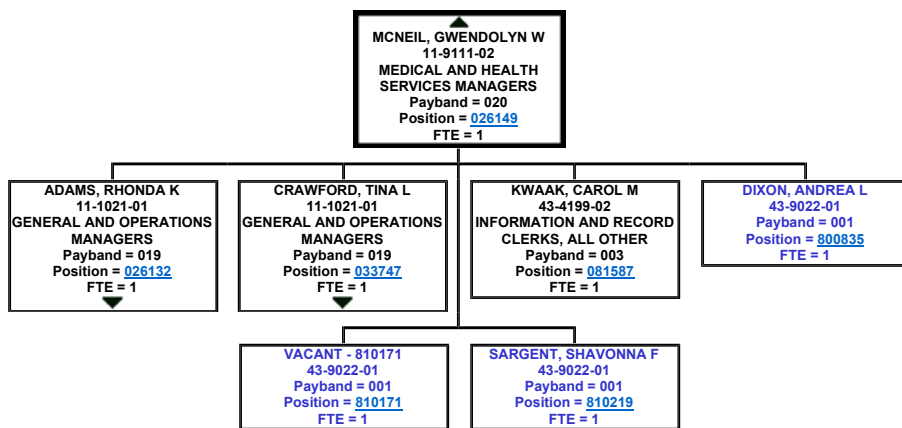 MCNEIL, GWENDOLYN W
11-9111-02
MEDICAL AND HEALTH
SERVICES MANAGERS
Payband = 020
Position = 026149
FTE = 1
ADAMS, RHONDA K
11-1021-01
GENERAL AND OPERATIONS
MANAGERS
Payband = 019
Position = 026132
FTE = 1
CRAWFORD, TINA L
11-1021-01
GENERAL AND OPERATIONS
MANAGERS
Payband = 019
Position = 033747
FTE = 1
KWAAK, CAROL M
43-4199-02
INFORMATION AND RECORD
CLERKS, ALL OTHER
Payband = 003
Position = 081587
FTE = 1
DIXON, ANDREA L
43-9022-01
Payband = 001
Position = 800835
FTE = 1
VACANT - 810171
43-9022-01
Payband = 001
Position = 810171
FTE = 1
SARGENT, SHAVONNA F
43-9022-01
Payband = 001
Position = 810219
FTE = 1